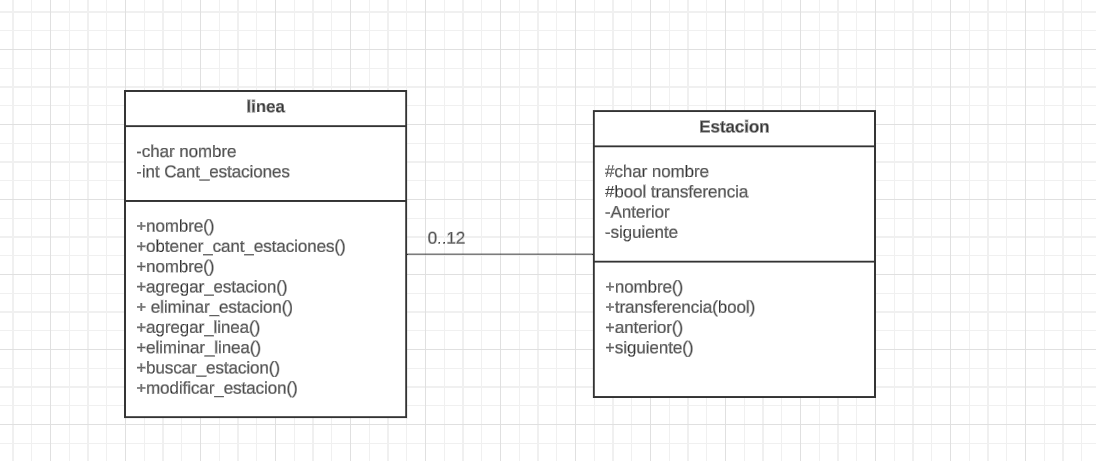 linea
-char nombre
-int Cant_estaciones
+nombre()
+obtener_cant_estaciones()
+nombre()
+agregar_estacion()
+ eliminar_estacion()
+agregar_linea()
+eliminar_linea()
+buscar_estacion()
+modificar_estacion()
0..12
Estacion
#char nombre
#bool transferencia
-Anterior
-siguiente
+nombre()
+transferencia(bool)
+anterior()
+siguiente()